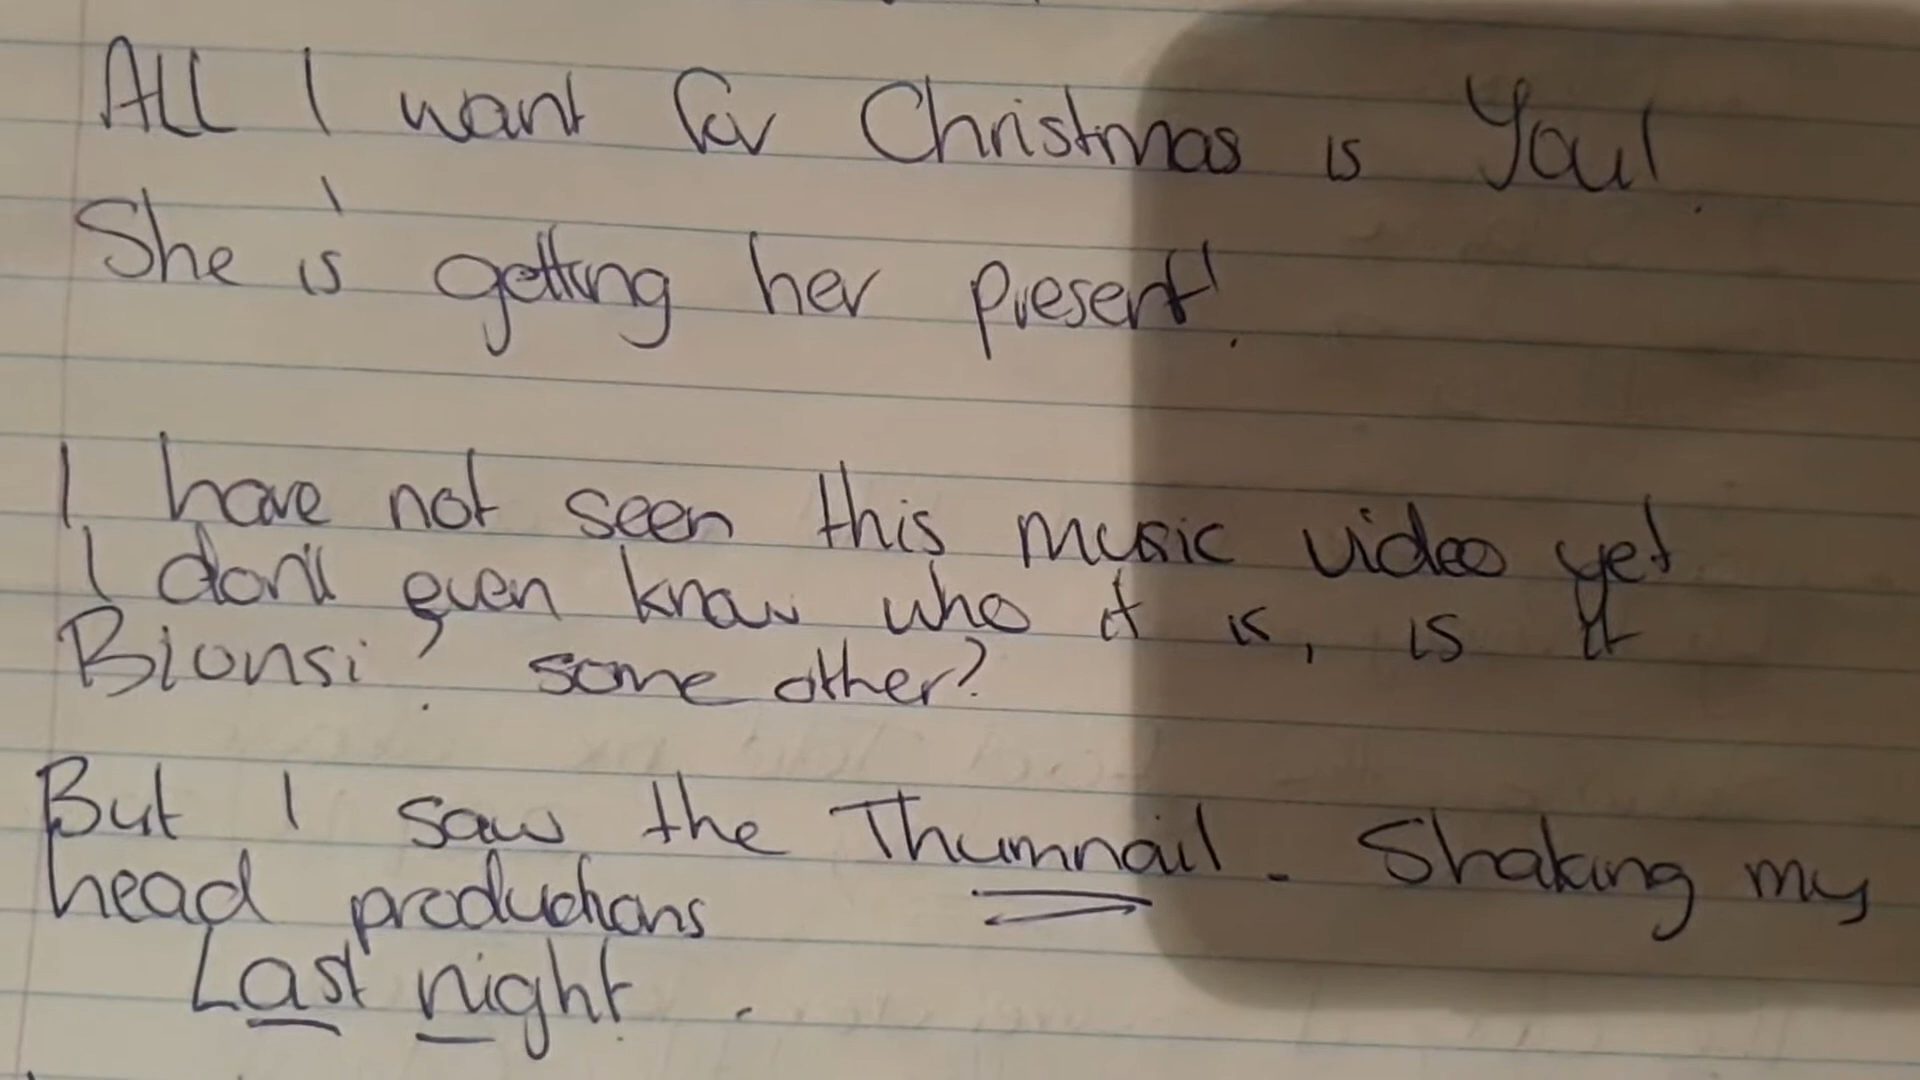 All I want for Christmas is You!
She is getting her present!
I have not seen this music video yet
I don't even know who it is, is it
Bionsi? some other?
But I saw the Thumnail. Shaking my
head productions
Last night.